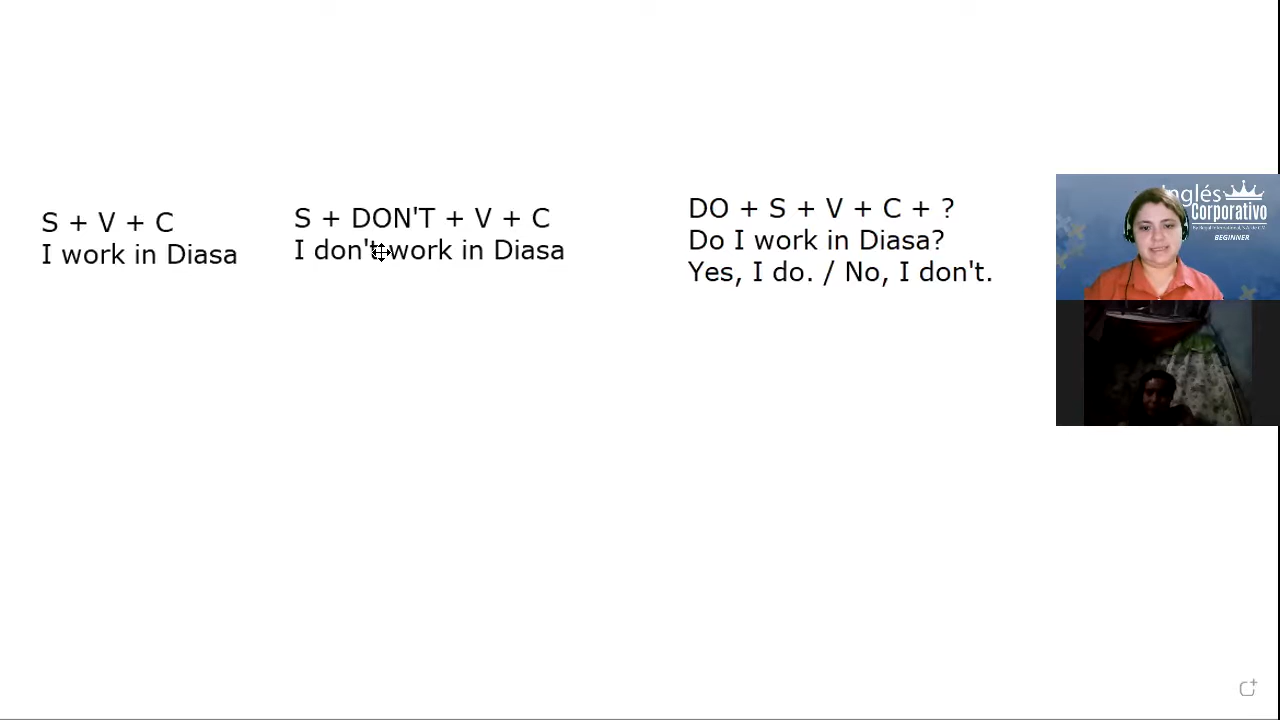 S + V + C
I work in Diasa
S + DON'T + V + C
I don't work in Diasa
DO + S + V + C + ?
Do I work in Diasa?
Yes, I do. / No, I don't.
Inglés
Corporativo
BEGINNER